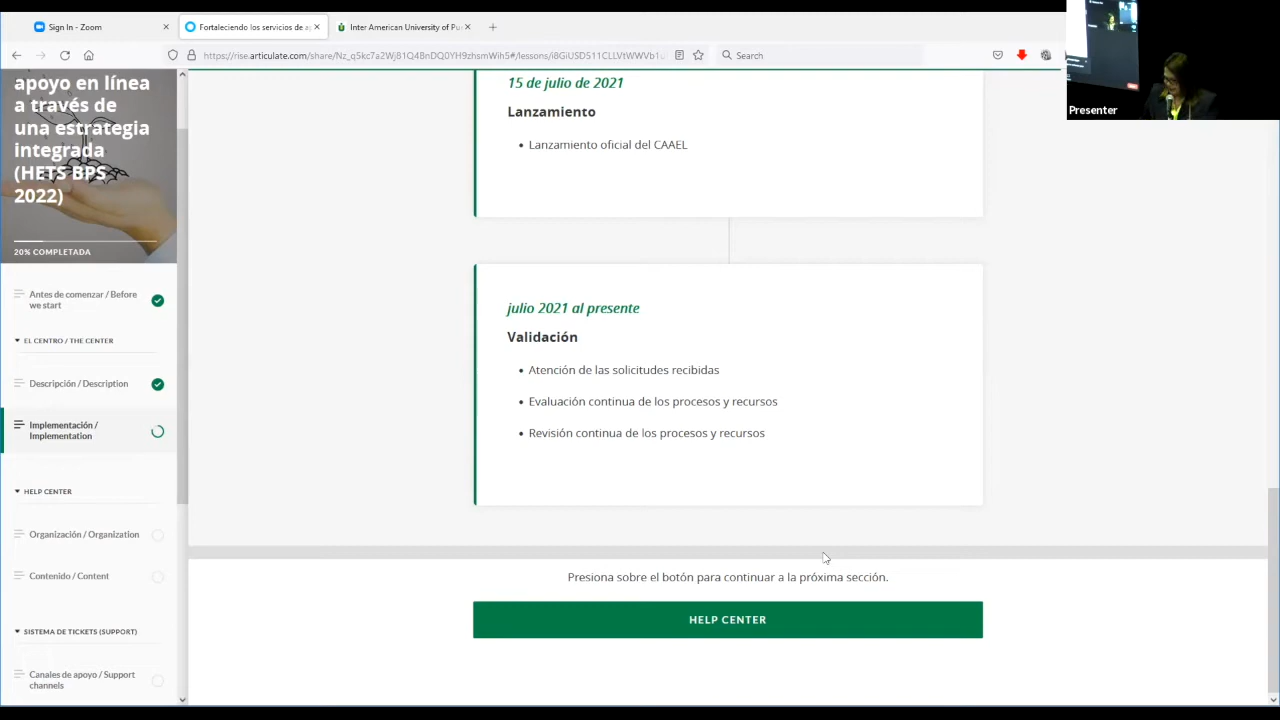 Sign In - Zoom
Fortaleciendo los servicios de a
Inter American University of Pu
https://rise.articulate.com/share/Nz_q5kc7a2Wj81Q48nDQ0YH9zhsmWih5#/lessons/i8GiUSD511CLLVtWWVb1u
Search
Presenter
apoyo en línea
a través de
una estrategia
integrada
(HETS BPS
2022)
20% COMPLETADA
Antes de comenzar / Before
we start
EL CENTRO / THE CENTER
Descripción / Description
Implementación /
Implementation
HELP CENTER
Organización / Organization
Contenido / Content
SISTEMA DE TICKETS (SUPPORT)
Canales de apoyo / Support
channels
15 de julio de 2021
Lanzamiento
• Lanzamiento oficial del CAAEL
julio 2021 al presente
Validación
• Atención de las solicitudes recibidas
• Evaluación continua de los procesos y recursos
• Revisión continua de los procesos y recursos
Presiona sobre el botón para continuar a la próxima sección.
HELP CENTER